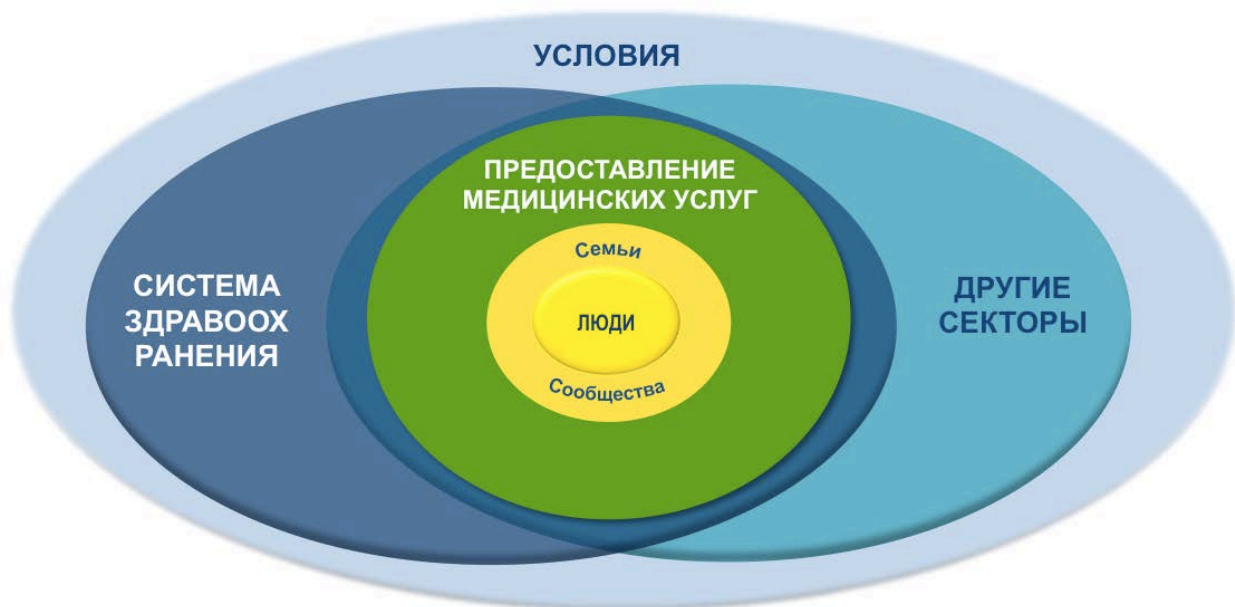 УСЛОВИЯ
ПРЕДОСТАВЛЕНИЕ
МЕДИЦИНСКИХ УСЛУГ
СИСТЕМА
ЗДРАВООХ
РАНЕНИЯ
Семьи
ЛЮДИ
Сообщества
ДРУГИЕ
СЕКТОРЫ